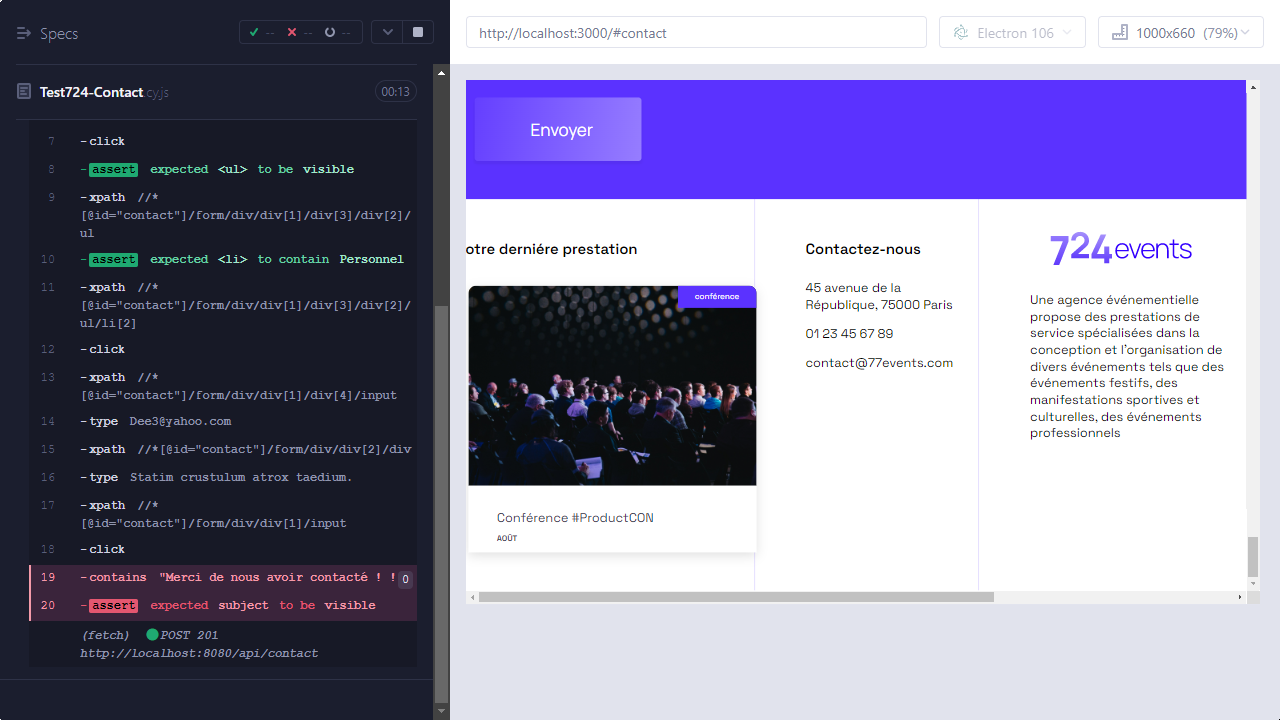 Specs
--
--
--
Test724-Contact.cy.js
00:13
7 -click
8 -assert expected <ul> to be visible
9 -xpath //*
[@id="contact"]/form/div/div[1]/div[3]/div[2]/
ul
10 -assert expected <li> to contain Personnel
11 -xpath //*
[@id="contact"]/form/div/div[1]/div[3]/div[2]/
ul/li[2]
12 -click
13 -xpath //*
[@id="contact"]/form/div/div[1]/div[4]/input
14 -type Dee3@yahoo.com
15 -xpath //*[@id="contact"]/form/div/div[2]/div
16 -type Statim crustulum atrox taedium.
17 -xpath //*
[@id="contact"]/form/div/div[1]/input
18 -click
19 -contains "Merci de nous avoir contacté ! ! 0
20 -assert expected subject to be visible
(fetch) POST 201
http://localhost:8080/api/contact
http://localhost:3000/#contact
Electron 106
1000x660 (79%)
Envoyer
otre derniére prestation
conférence
Conférence #ProductCON
AOÛT
Contactez-nous
45 avenue de la
République, 75000 Paris
01 23 45 67 89
contact@77events.com
724 events
Une agence événementielle
propose des prestations de
service spécialisées dans la
conception et l'organisation de
divers événements tels que des
événements festifs, des
manifestations sportives et
culturelles, des événements
professionnels